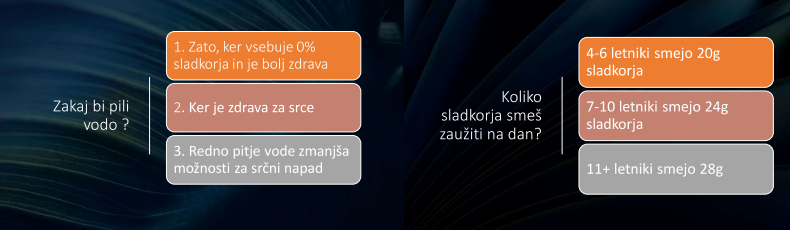 Zakaj bi pili
vodo ?
1. Zato, ker vsebuje 0%
sladkorja in je bolj zdrava
2. Ker je zdrava za srce
3. Redno pitje vode zmanjša
možnosti za srčni napad
Koliko
sladkorja smeš
zaužiti na dan?
4-6 letniki smejo 20g
sladkorja
7-10 letniki smejo 24g
sladkorja
11+ letniki smejo 28g